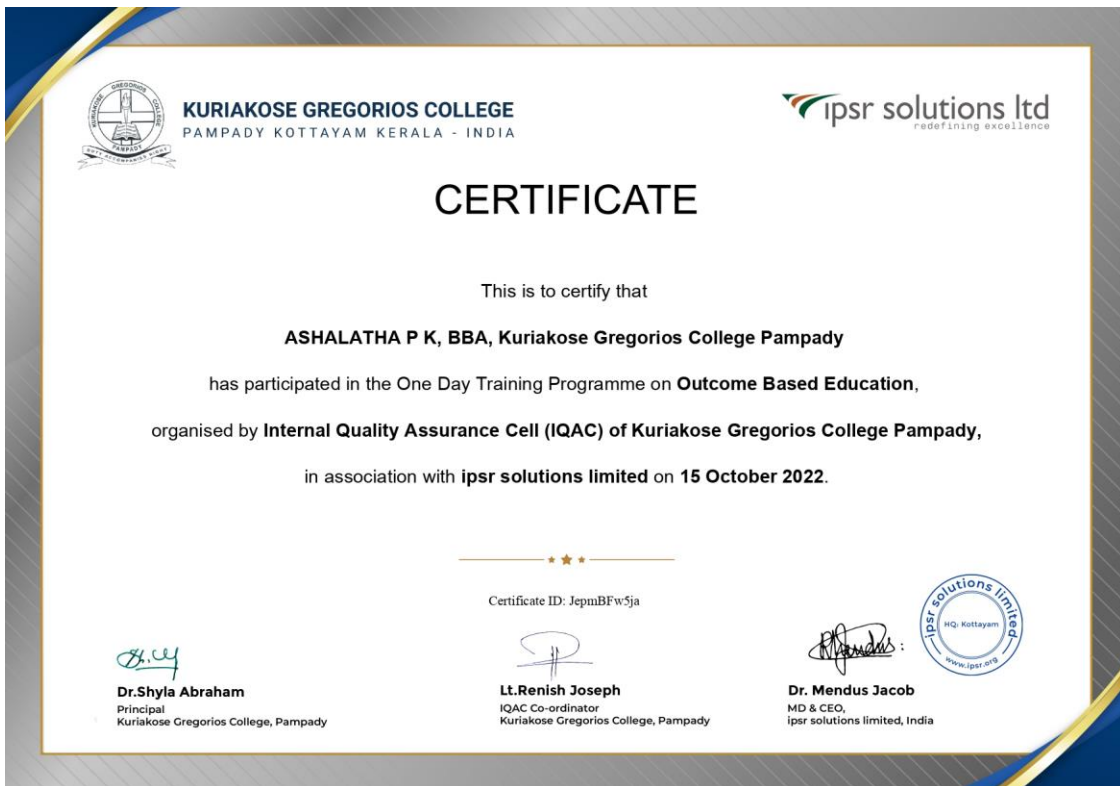 KURIAKOSE GREGORIOS COLLEGE
PAMPADY KOTTAYAM KERALA - INDIA
KURIAKOSE GREGORIOS COLLEGE
PAMPADY
ipsr solutions ltd
redefining excellence
CERTIFICATE
This is to certify that
ASHALATHA P K, BBA, Kuriakose Gregorios College Pampady
has participated in the One Day Training Programme on Outcome Based Education,
organised by Internal Quality Assurance Cell (IQAC) of Kuriakose Gregorios College Pampady,
in association with ipsr solutions limited on 15 October 2022.
Certificate ID: JepmBFw5ja
ipsr solutions limited
HQ: Kottayam
www.ipsr.org
Dr.Shyla Abraham
Principal
Kuriakose Gregorios College, Pampady
Lt.Renish Joseph
IQAC Co-ordinator
Kuriakose Gregorios College, Pampady
Dr. Mendus Jacob
MD & CEO,
ipsr solutions limited, India